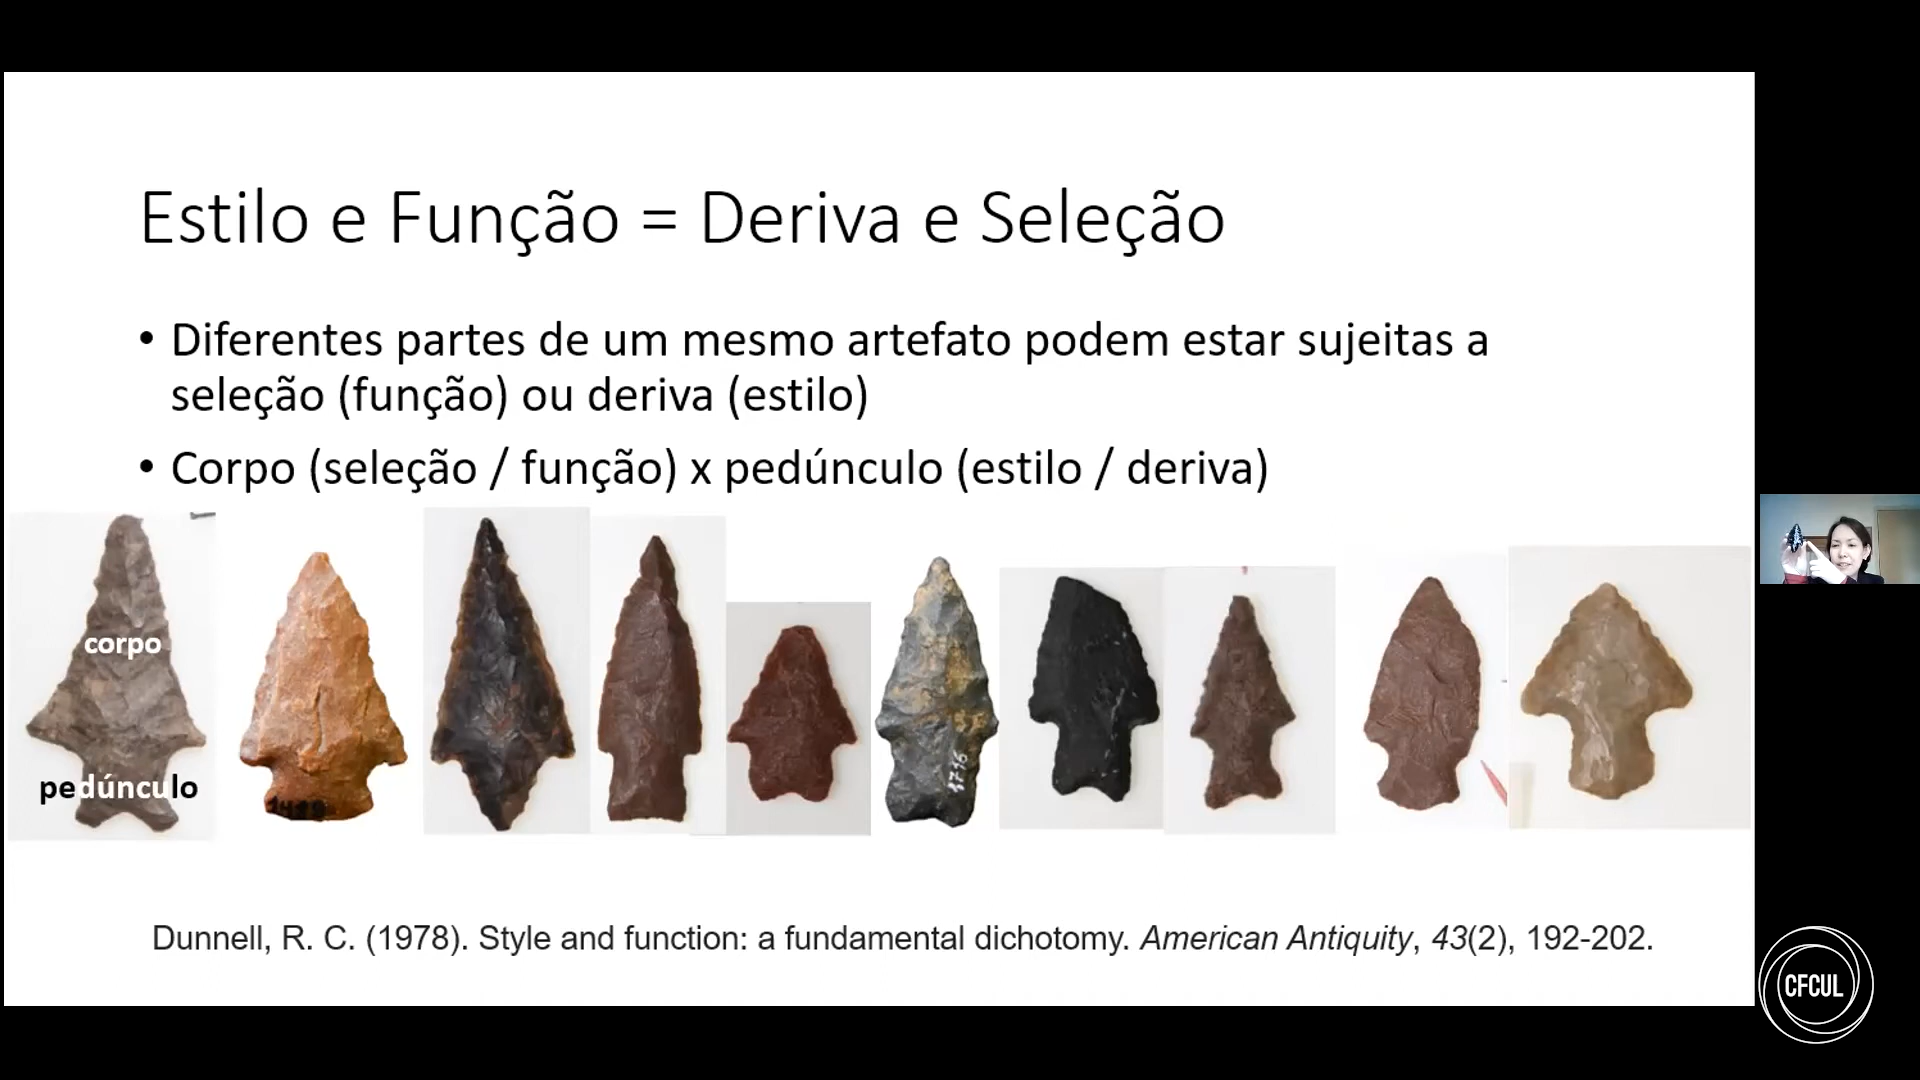 Estilo e Função = Deriva e Seleção
• Diferentes partes de um mesmo artefato podem estar sujeitas a
seleção (função) ou deriva (estilo)
• Corpo (seleção / função) x pedúnculo (estilo / deriva)
corpo
pedúnculo
Dunnell, R. C. (1978). Style and function: a fundamental dichotomy. American Antiquity, 43(2), 192-202.
CFCUL